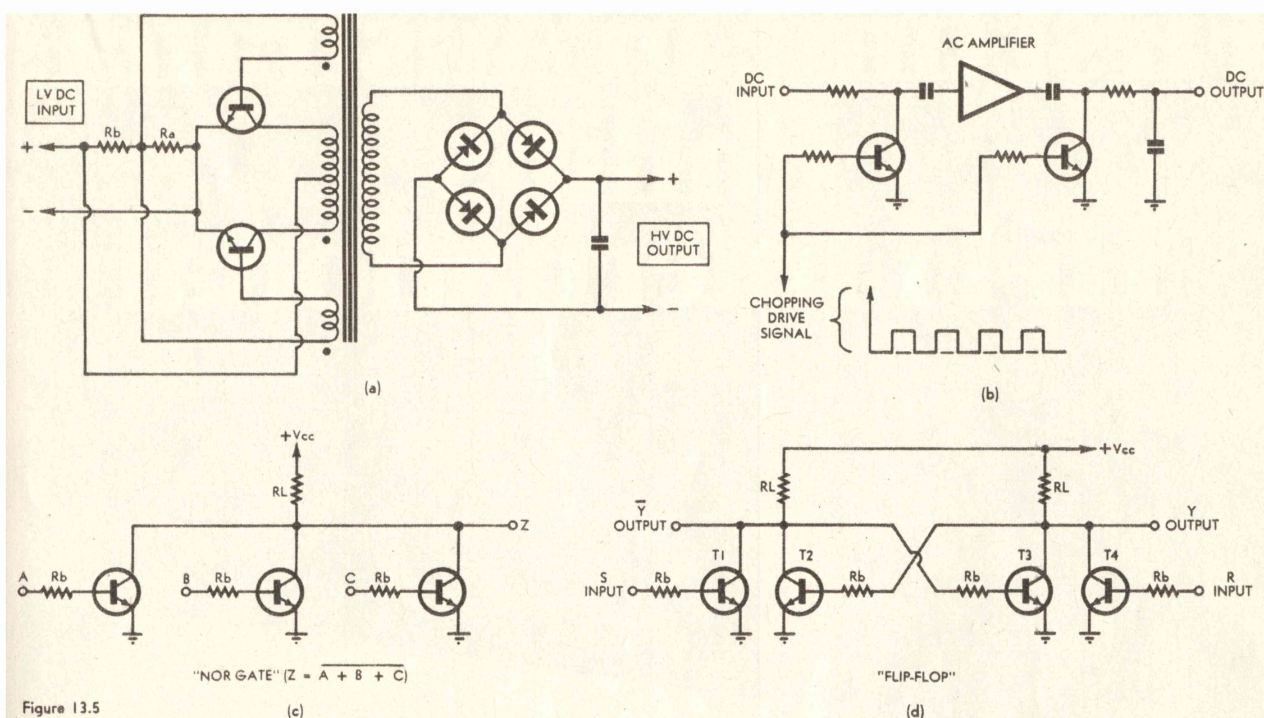 LV DC
INPUT
Rb
Ra
+
-
+
HV DC
OUTPUT
-
(a)
AC AMPLIFIER
DC
INPUT
DC
OUTPUT
CHOPPING
DRIVE
SIGNAL
(b)
+Vcc
RL
Z
A
Rb
B
Rb
C
Rb
"NOR GATE" (Z = \overline{A + B + C})
Figure 13.5
(c)
+Vcc
RL
RL
Y̅
OUTPUT
Y
OUTPUT
T1
T2
T3
T4
S
INPUT
Rb
Rb
Rb
Rb
R
INPUT
"FLIP-FLOP"
(d)